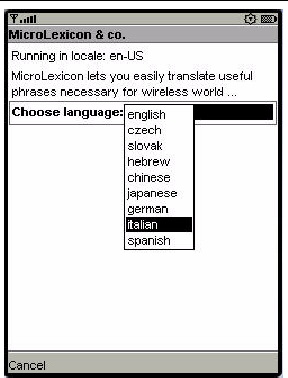 MicroLexicon & co.
Running in locale: en-US
MicroLexicon lets you easily translate useful
phrases necessary for wireless world ...
Choose language:
english
czech
slovak
hebrew
chinese
japanese
german
italian
spanish
Cancel